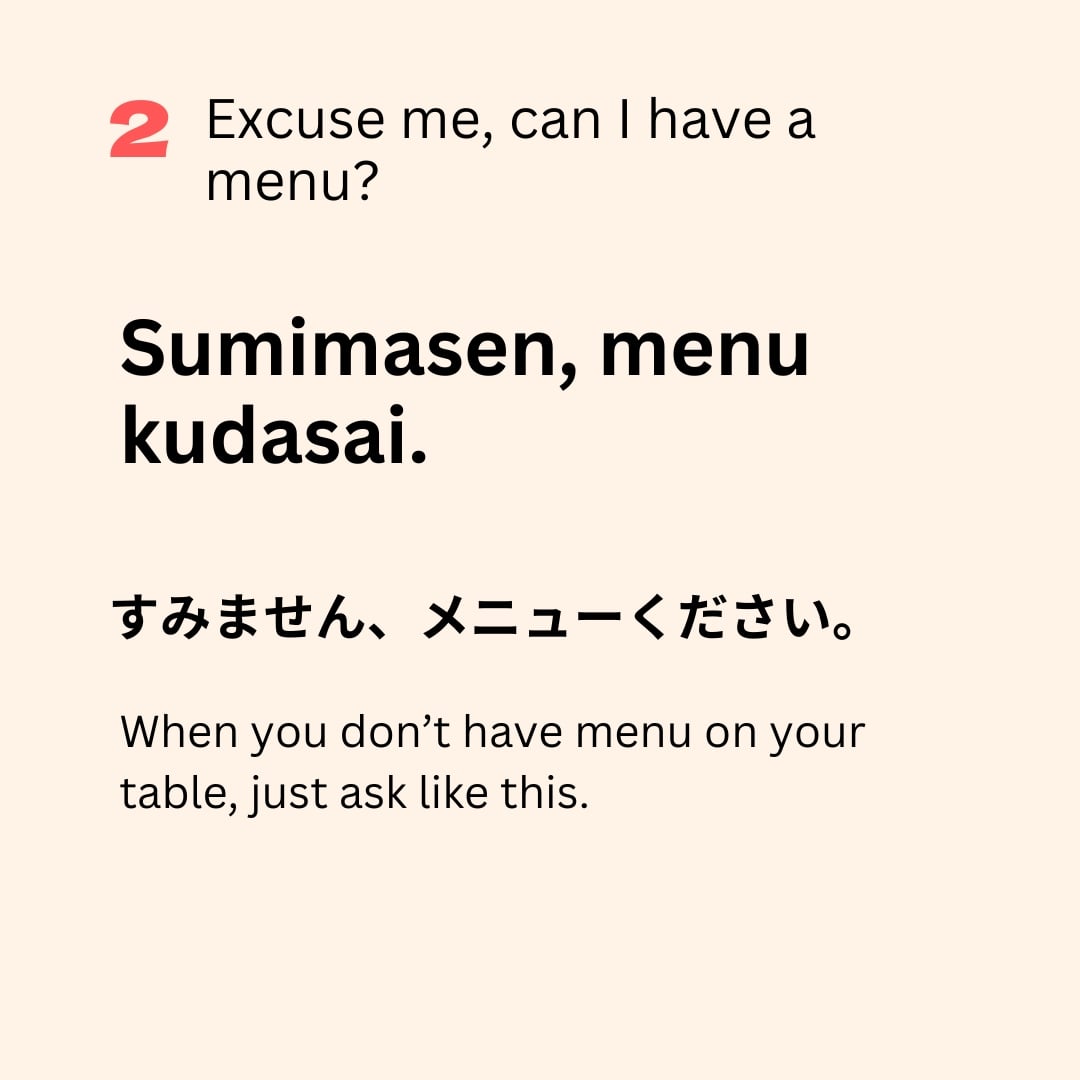 2 Excuse me, can I have a
menu?
Sumimasen, menu
kudasai.
すみません、メニューください。
When you don’t have menu on your
table, just ask like this.